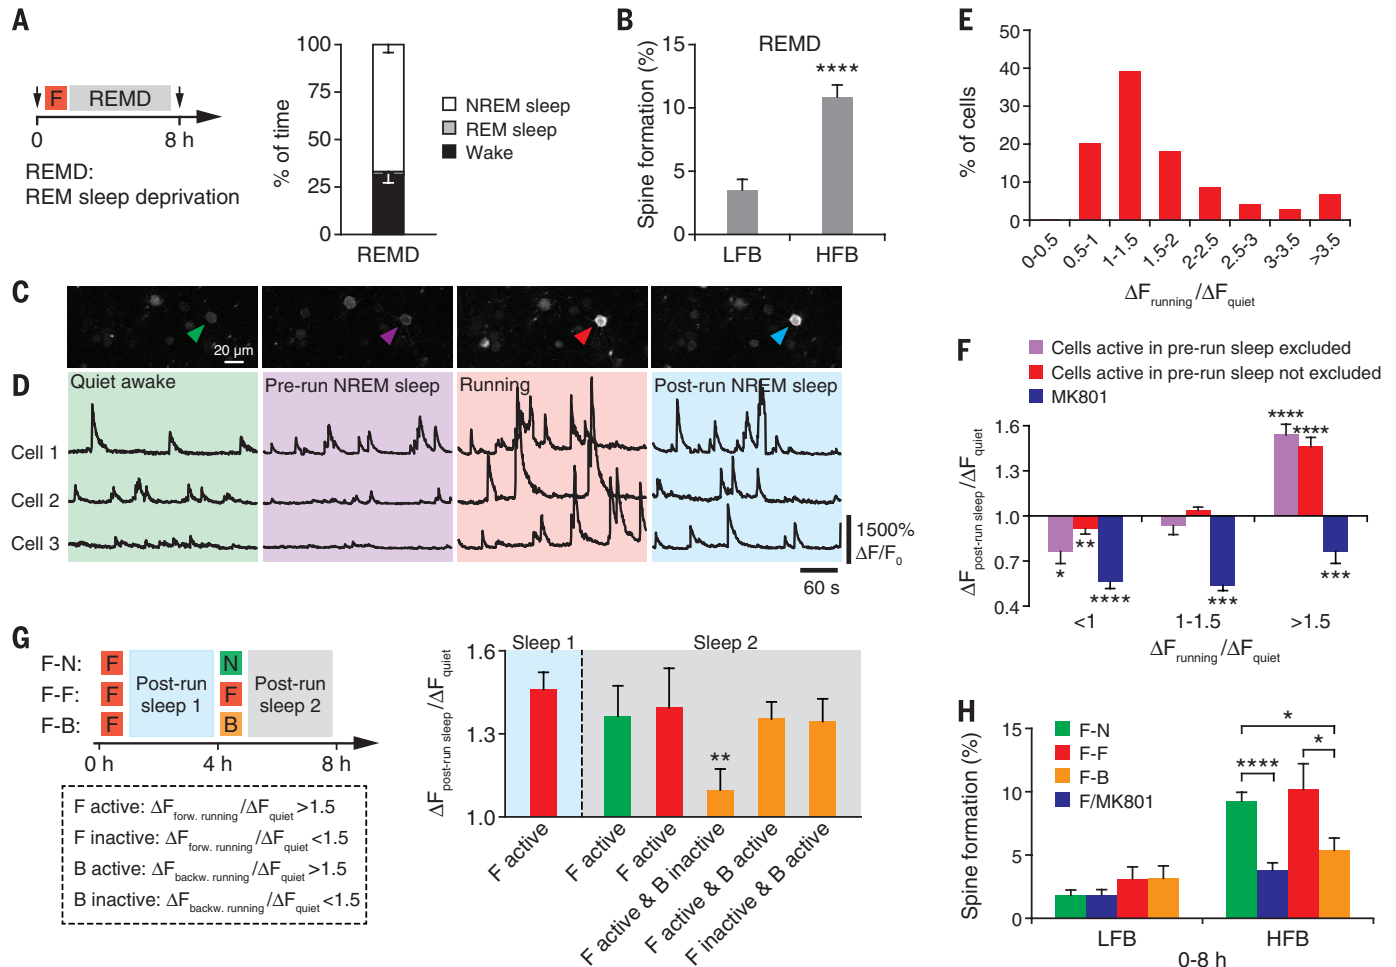 A
F
REMD
0
8 h
REMD:
REM sleep deprivation
% of time
100
75
50
25
0
REMD
NREM sleep
REM sleep
Wake
B
REMD
Spine formation (%)
15
10
5
0
****
LFB
HFB
E
% of cells
50
40
30
20
10
0
0-0.5
0.5-1
1-1.5
1.5-2
2-2.5
2.5-3
3-3.5
>3.5
ΔFrunning/ΔFquiet
C
20 µm
D
Quiet awake
Pre-run NREM sleep
Running
Post-run NREM sleep
Cell 1
Cell 2
Cell 3
1500%
ΔF/F0
60 s
F
Cells active in pre-run sleep excluded
Cells active in pre-run sleep not excluded
MK801
ΔFpost-run sleep/ΔFquiet
1.6
1.3
1.0
0.7
0.4
*
**
****
***
****
****
***
<1
1-1.5
>1.5
ΔFrunning/ΔFquiet
G
F-N:
F-F:
F-B:
F
F
F
Post-run
sleep 1
N
F
B
Post-run
sleep 2
0 h
4 h
8 h
F active: ΔFforw. running/ΔFquiet >1.5
F inactive: ΔFforw. running/ΔFquiet <1.5
B active: ΔFbackw. running/ΔFquiet >1.5
B inactive: ΔFbackw. running/ΔFquiet <1.5
Sleep 1
Sleep 2
ΔFpost-run sleep/ΔFquiet
1.6
1.3
1.0
**
F active
F active
F active
F active & B inactive
F active & B active
F inactive & B active
H
F-N
F-F
F-B
F/MK801
Spine formation (%)
15
10
5
0
*
*
****
LFB
HFB
0-8 h